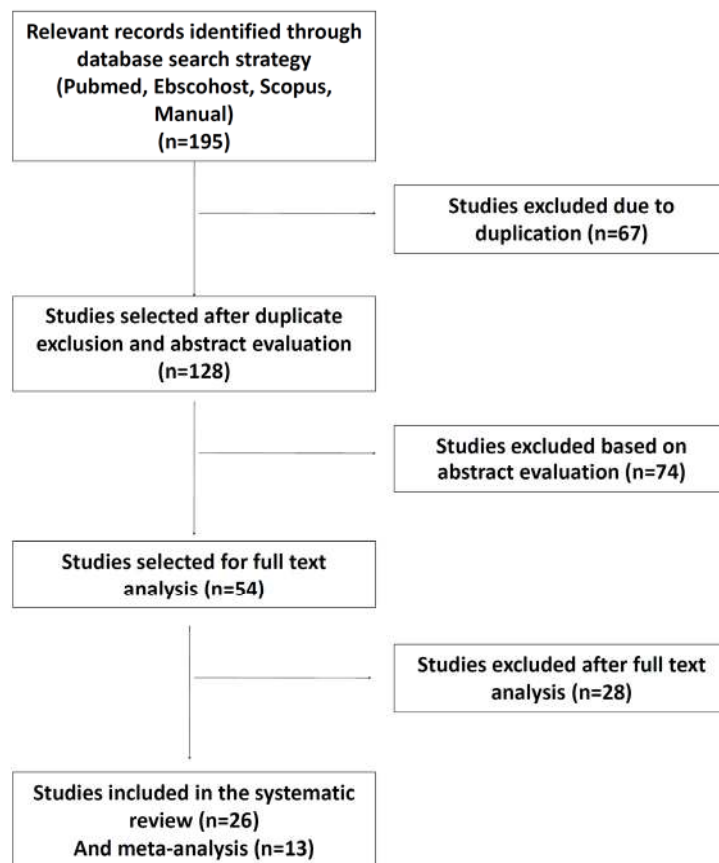 Relevant records identified through
database search strategy
(Pubmed, Ebscohost, Scopus,
Manual)
(n=195)
Studies excluded due to
duplication (n=67)
Studies selected after duplicate
exclusion and abstract evaluation
(n=128)
Studies excluded based on
abstract evaluation (n=74)
Studies selected for full text
analysis (n=54)
Studies excluded after full text
analysis (n=28)
Studies included in the systematic
review (n=26)
And meta-analysis (n=13)